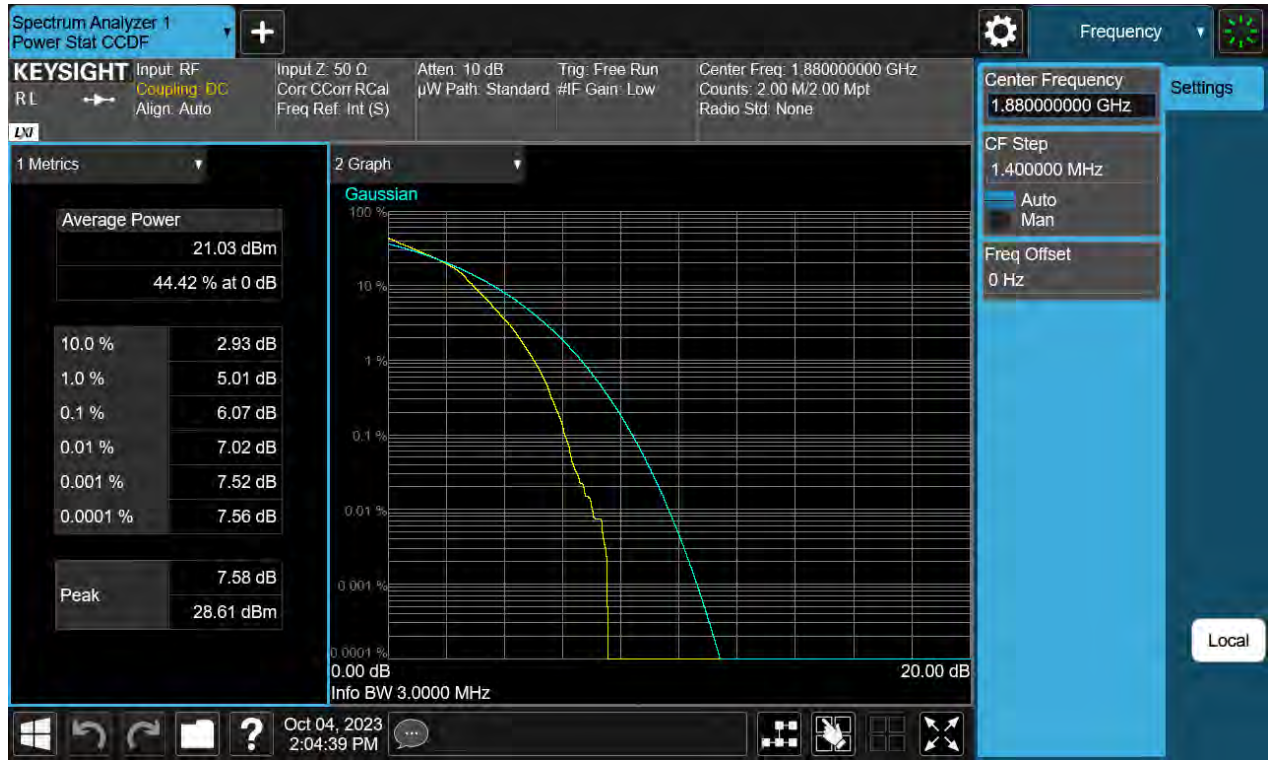 Spectrum Analyzer 1
Power Stat CCDF
+
Frequency
KEYSIGHT
RL
LXI
Input: RF
Coupling: DC
Align: Auto
Input Z: 50 Ω
Corr CCorr RCal
Freq Ref: Int (S)
Atten: 10 dB
µW Path: Standard
Trig: Free Run
#IF Gain: Low
Center Freq: 1.880000000 GHz
Counts: 2.00 M/2.00 Mpt
Radio Std: None
Center Frequency
1.880000000 GHz
Settings
CF Step
1.400000 MHz
Auto
Man
Freq Offset
0 Hz
1 Metrics
Average Power
21.03 dBm
44.42 % at 0 dB
10.0 % 2.93 dB
1.0 % 5.01 dB
0.1 % 6.07 dB
0.01 % 7.02 dB
0.001 % 7.52 dB
0.0001 % 7.56 dB
Peak
7.58 dB
28.61 dBm
2 Graph
Gaussian
100 %
10 %
1 %
0.1 %
0.01 %
0.001 %
0.0001 %
0.00 dB 20.00 dB
Info BW 3.0000 MHz
Local
?
Oct 04, 2023
2:04:39 PM